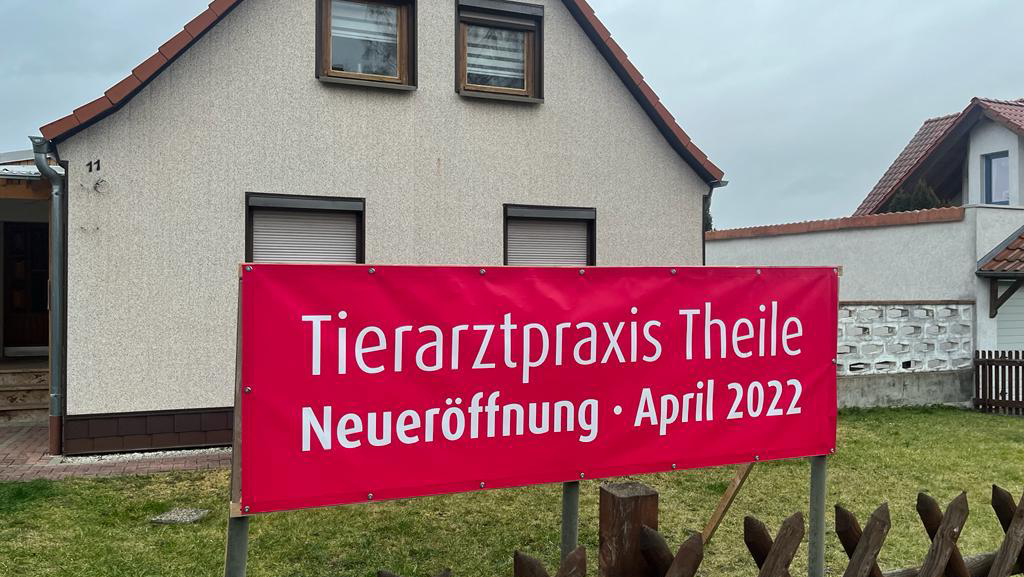 11
Tierarztpraxis Theile
Neueröffnung · April 2022